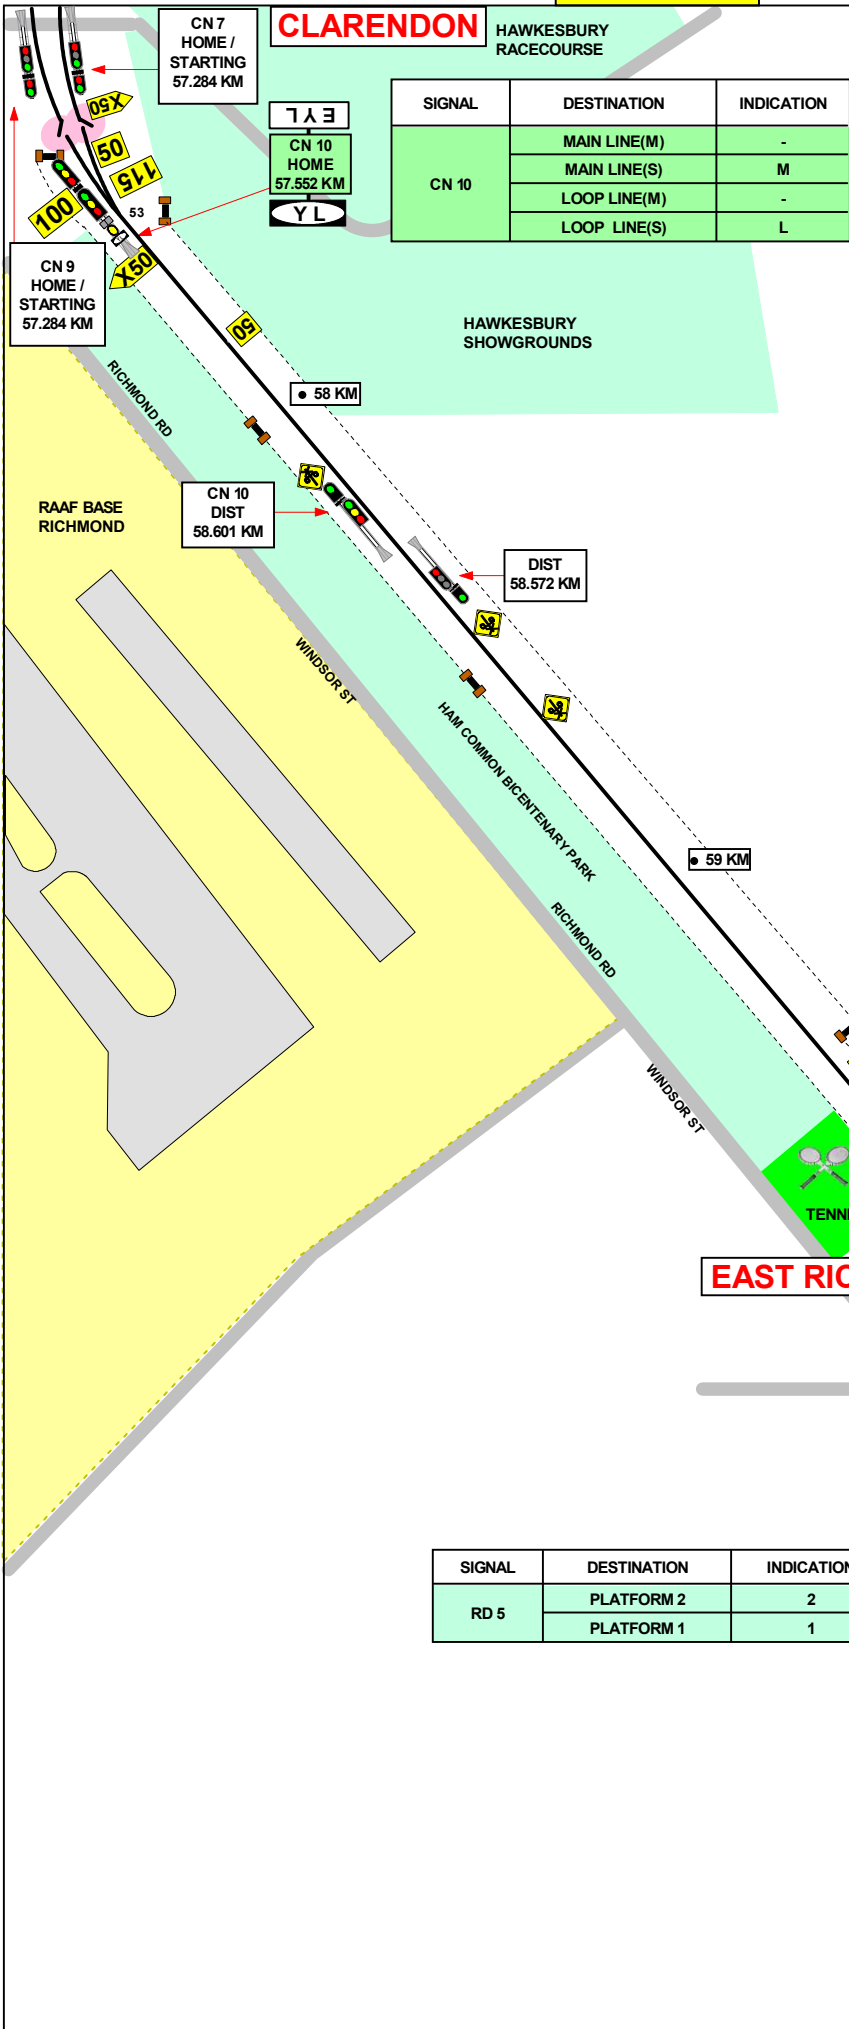 CN 7
HOME /
STARTING
57.284 KM
CLARENDON
HAWKESBURY
RACECOURSE
SIGNAL DESTINATION INDICATION
CN 10
MAIN LINE(M) -
MAIN LINE(S) M
LOOP LINE(M) -
LOOP LINE(S) L
E Y L
CN 10
HOME
57.552 KM
Y L
X50
50
115
100
53
X50
CN 9
HOME /
STARTING
57.284 KM
50
HAWKESBURY
SHOWGROUNDS
RICHMOND RD
58 KM
RAAF BASE
RICHMOND
CN 10
DIST
58.601 KM
DIST
58.572 KM
WINDSOR ST
HAM COMMON BICENTENARY PARK
59 KM
RICHMOND RD
WINDSOR ST
TENNI
EAST RIC
SIGNAL DESTINATION INDICATION
RD 5
PLATFORM 2 2
PLATFORM 1 1